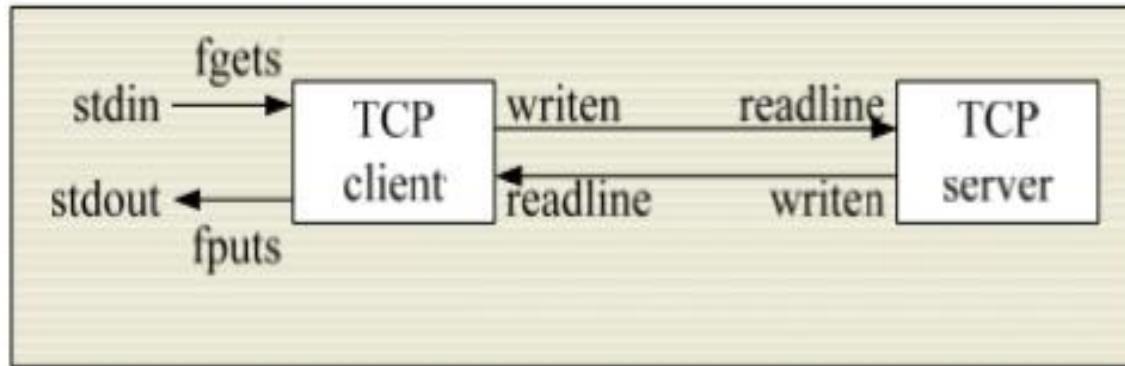 fgets
stdin
TCP
client
writen
readline
TCP
server
stdout
fputs
readline
writen